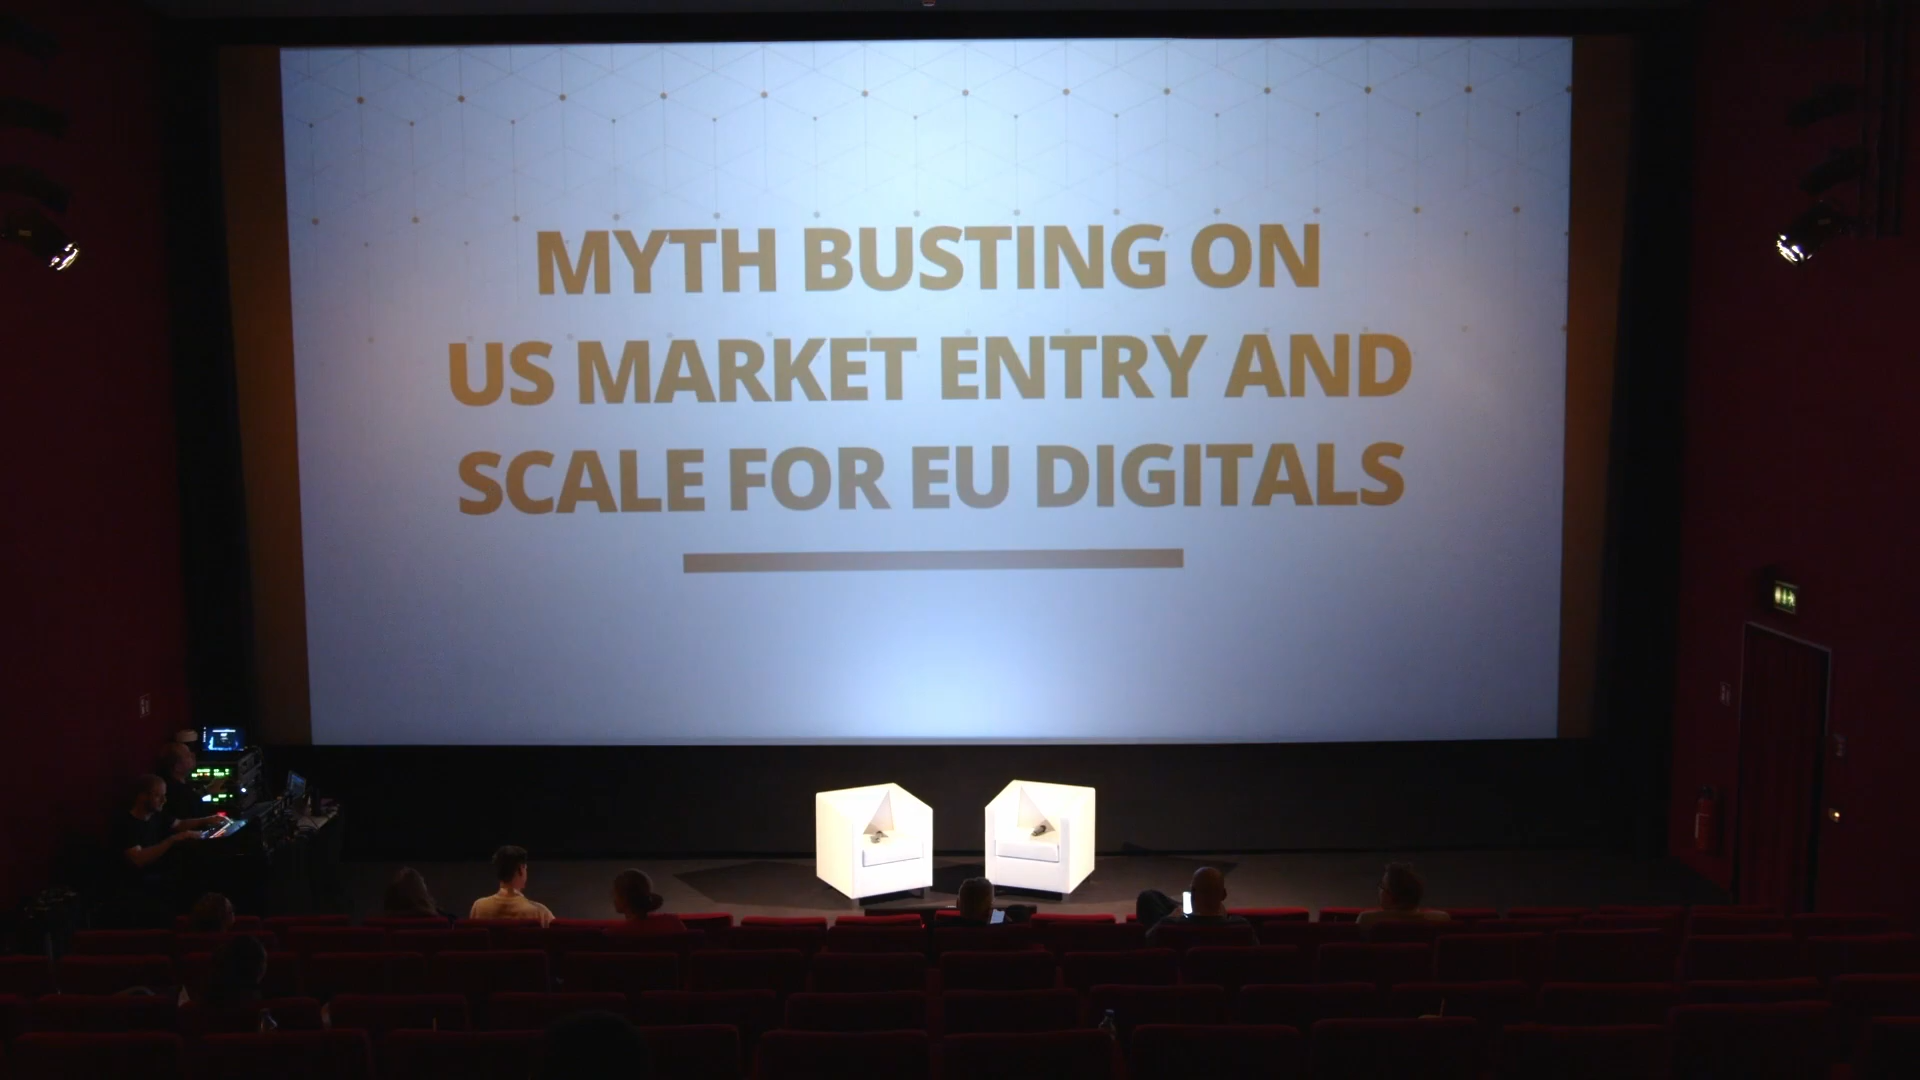 MYTH BUSTING ON
US MARKET ENTRY AND
SCALE FOR EU DIGITALS